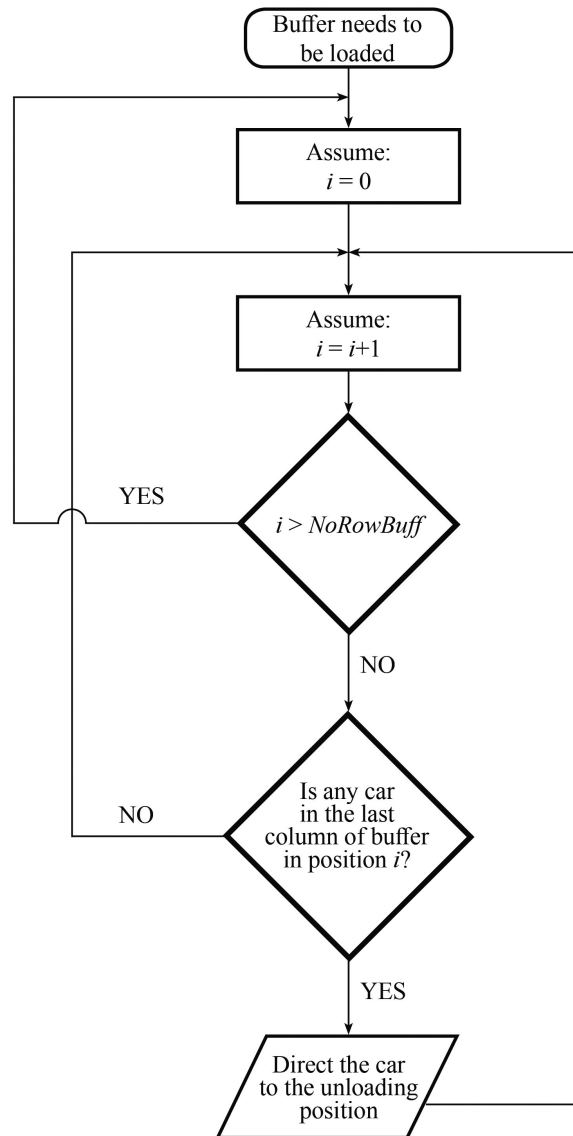 Buffer needs to
be loaded
Assume:
i = 0
Assume:
i = i+1
YES
i > NoRowBuff
NO
Is any car
in the last
column of buffer
in position i?
NO
YES
Direct the car
to the unloading
position